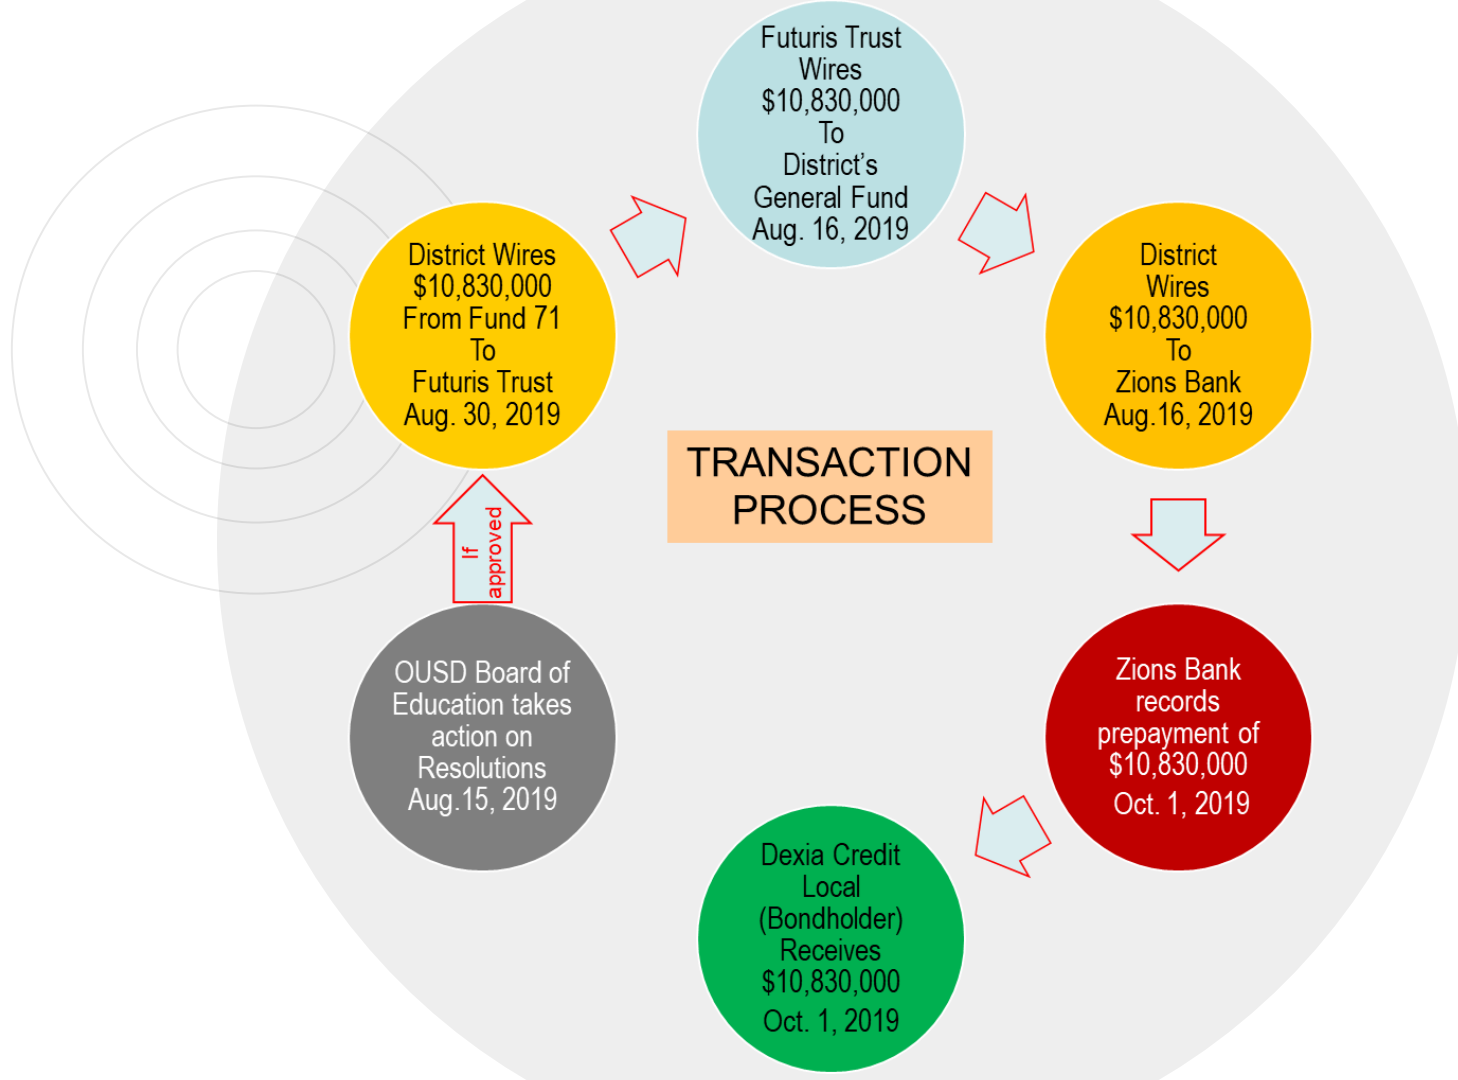 Futuris Trust
Wires
$10,830,000
To
District’s
General Fund
Aug. 16, 2019
District Wires
$10,830,000
From Fund 71
To
Futuris Trust
Aug. 30, 2019
District
Wires
$10,830,000
To
Zions Bank
Aug.16, 2019
TRANSACTION
PROCESS
If
approved
OUSD Board of
Education takes
action on
Resolutions
Aug.15, 2019
Zions Bank
records
prepayment of
$10,830,000
Oct. 1, 2019
Dexia Credit
Local
(Bondholder)
Receives
$10,830,000
Oct. 1, 2019